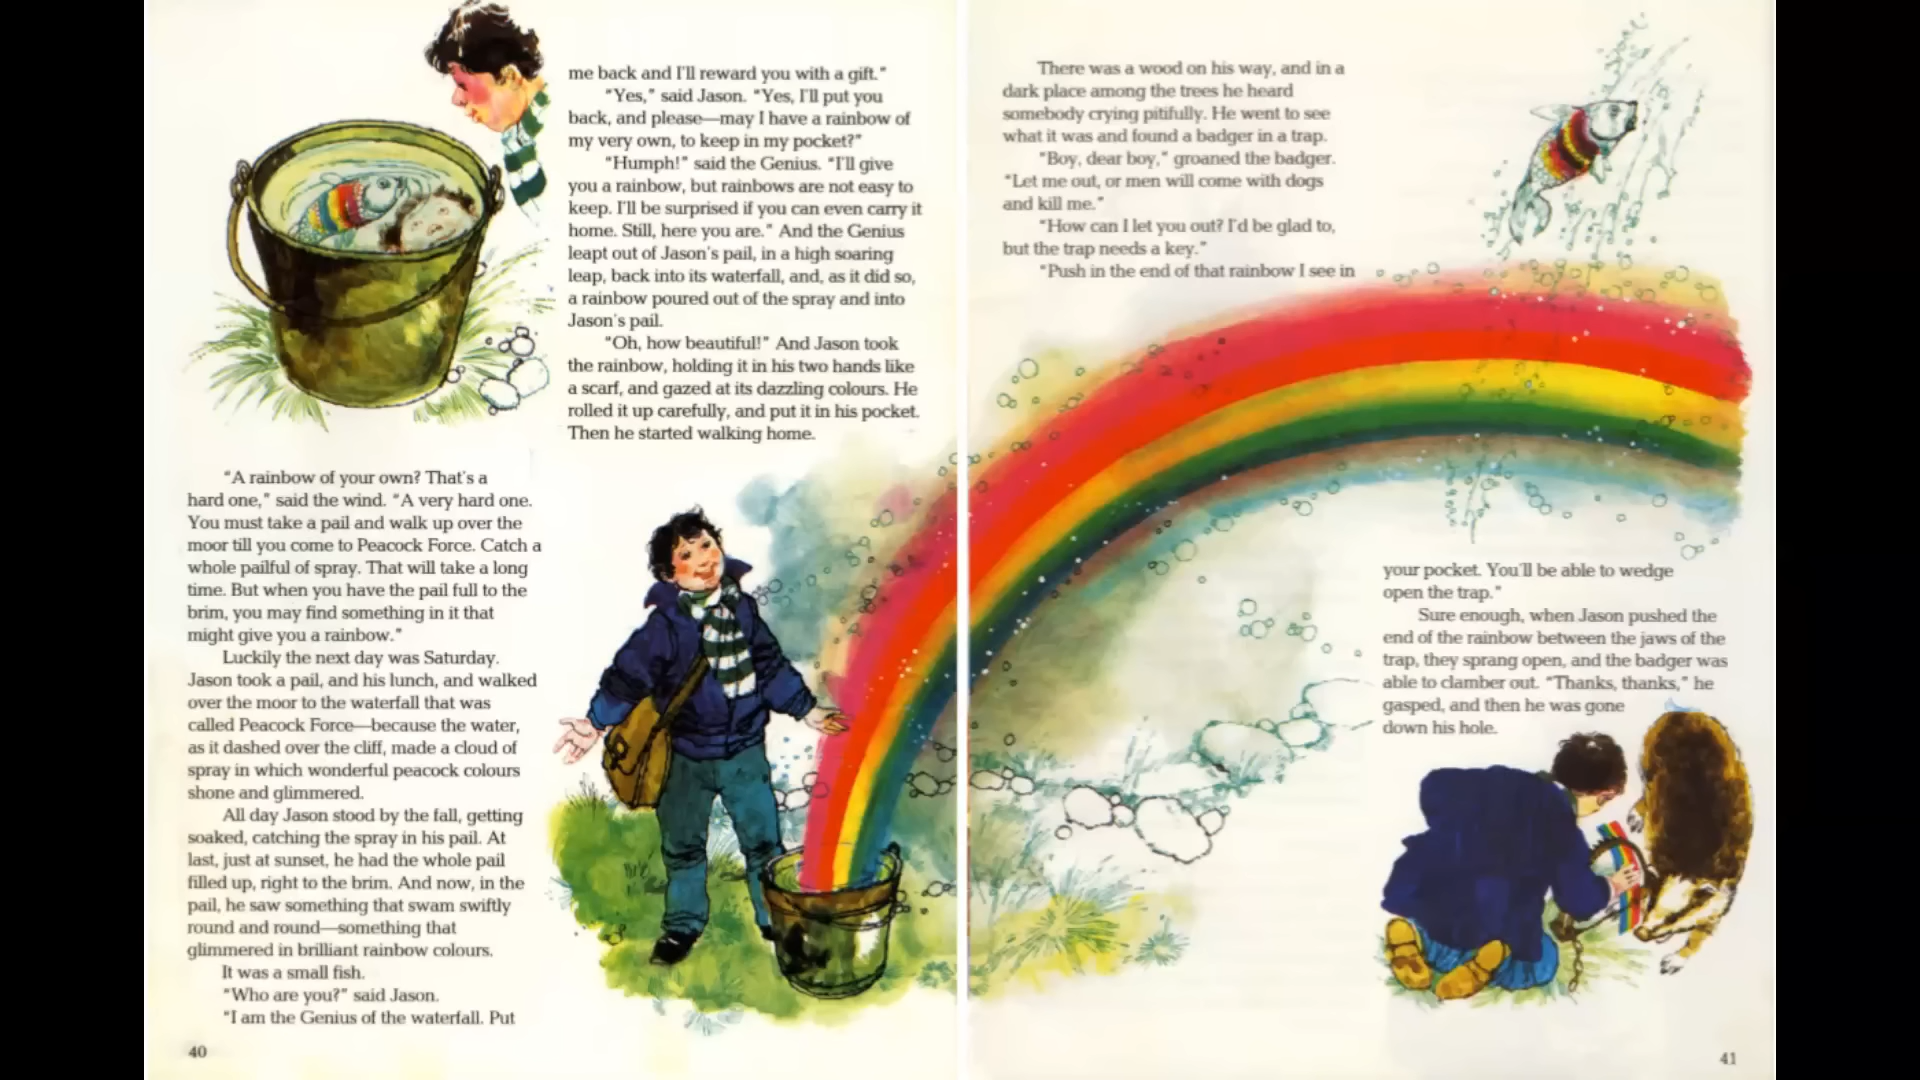 “A rainbow of your own? That's a
hard one,” said the wind. “A very hard one.
You must take a pail and walk up over the
moor till you come to Peacock Force. Catch a
whole pailful of spray. That will take a long
time. But when you have the pail full to the
brim, you may find something in it that
might give you a rainbow.”
Luckily the next day was Saturday.
Jason took a pail, and his lunch, and walked
over the moor to the waterfall that was
called Peacock Force—because the water,
as it dashed over the cliff, made a cloud of
spray in which wonderful peacock colours
shone and glimmered.
All day Jason stood by the fall, getting
soaked, catching the spray in his pail. At
last, just at sunset, he had the whole pail
filled up, right to the brim. And now, in the
pail, he saw something that swam swiftly
round and round—something that
glimmered in brilliant rainbow colours.
It was a small fish.
“Who are you?” said Jason.
“I am the Genius of the waterfall. Put
40
me back and I'll reward you with a gift.”
“Yes,” said Jason. “Yes, I'll put you
back, and please—may I have a rainbow of
my very own, to keep in my pocket?”
“Humph!” said the Genius. “I'll give
you a rainbow, but rainbows are not easy to
keep. I'll be surprised if you can even carry it
home. Still, here you are.” And the Genius
leapt out of Jason's pail, in a high soaring
leap, back into its waterfall, and, as it did so,
a rainbow poured out of the spray and into
Jason's pail.
“Oh, how beautiful!” And Jason took
the rainbow, holding it in his two hands like
a scarf, and gazed at its dazzling colours. He
rolled it up carefully, and put it in his pocket.
Then he started walking home.
There was a wood on his way, and in a
dark place among the trees he heard
somebody crying pitifully. He went to see
what it was and found a badger in a trap.
“Boy, dear boy,” groaned the badger.
“Let me out, or men will come with dogs
and kill me.”
“How can I let you out? I'd be glad to,
but the trap needs a key.”
“Push in the end of that rainbow I see in
your pocket. You'll be able to wedge
open the trap.”
Sure enough, when Jason pushed the
end of the rainbow between the jaws of the
trap, they sprang open, and the badger was
able to clamber out. “Thanks, thanks,” he
gasped, and then he was gone
down his hole.
41